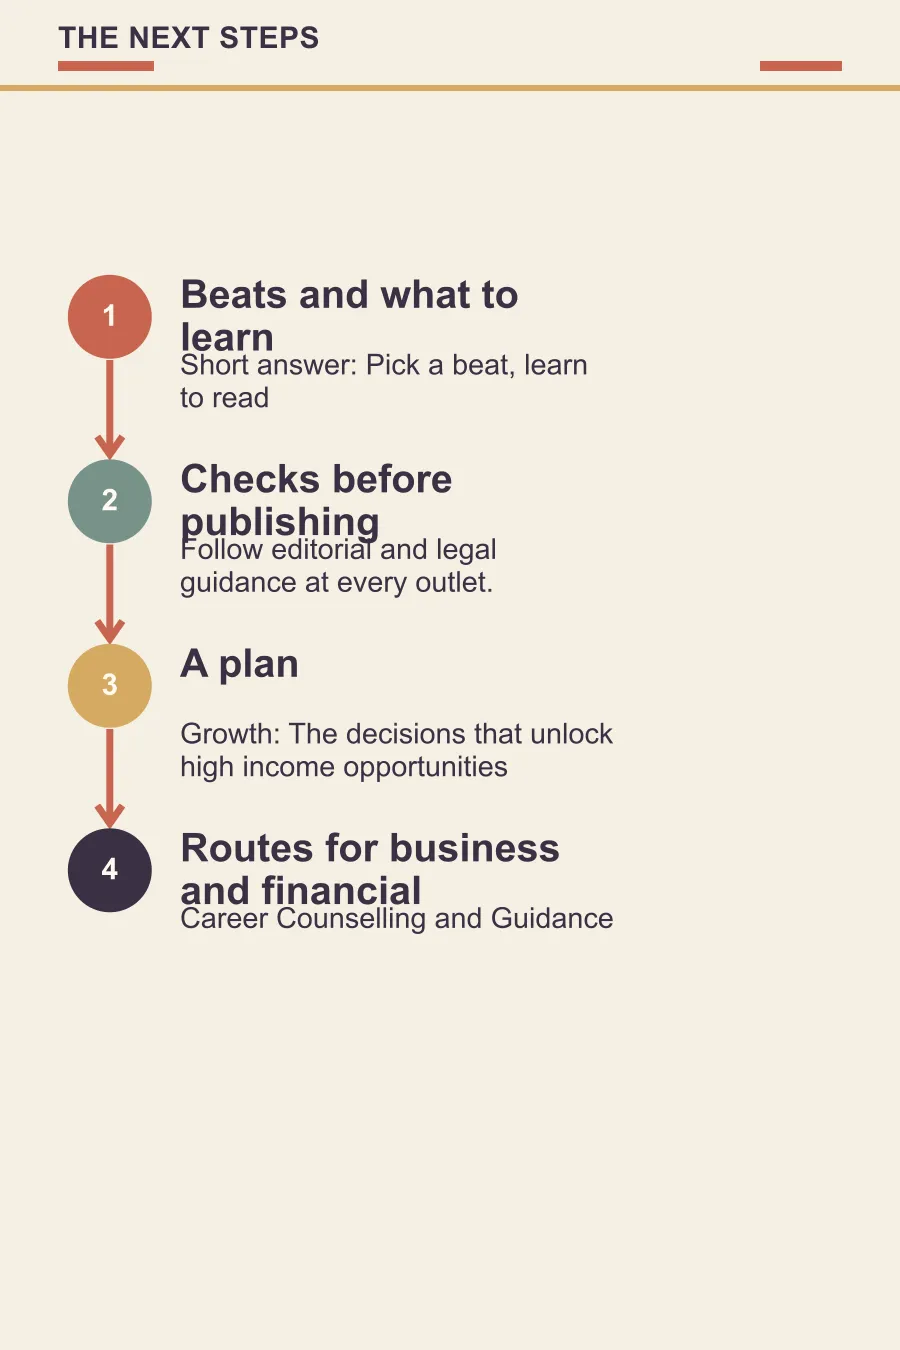 THE NEXT STEPS
1
Beats and what to
learn
Short answer: Pick a beat, learn
to read
2
Checks before
publishing
Follow editorial and legal
guidance at every outlet.
3
A plan
Growth: The decisions that unlock
high income opportunities
4
Routes for business
and financial
Career Counselling and Guidance